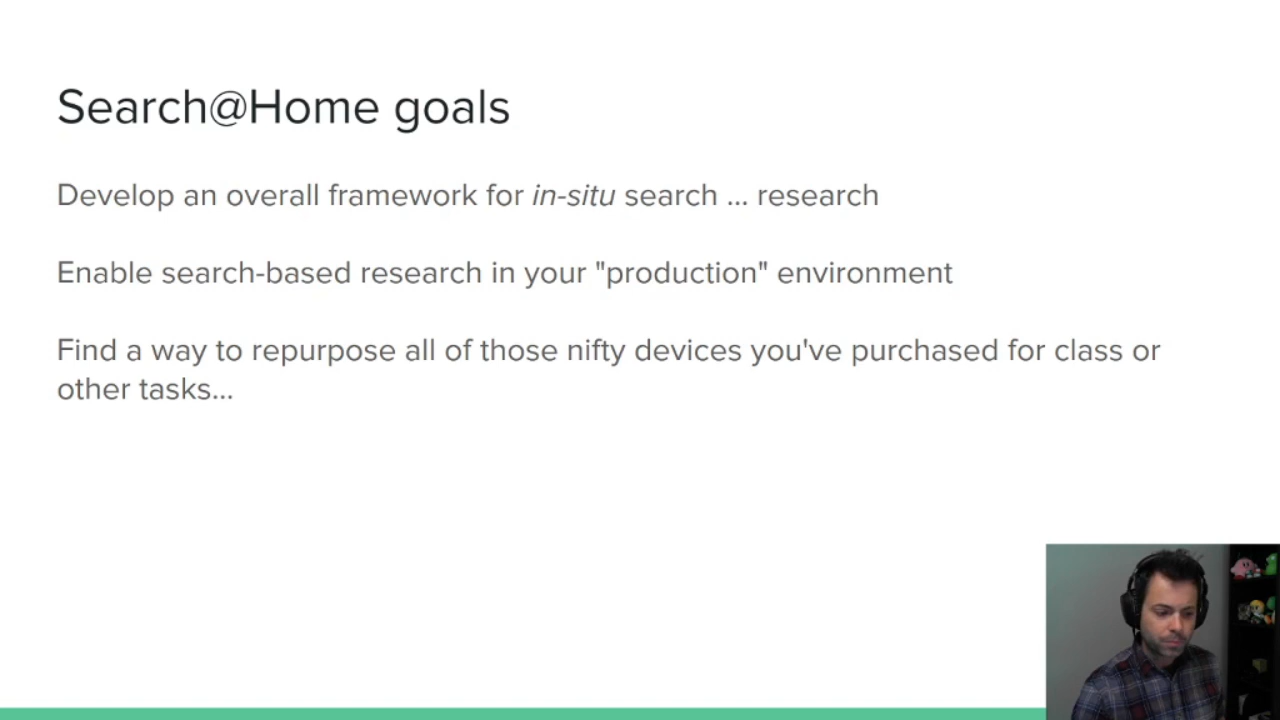 Search@Home goals
Develop an overall framework for in-situ search ... research
Enable search-based research in your "production" environment
Find a way to repurpose all of those nifty devices you've purchased for class or
other tasks...